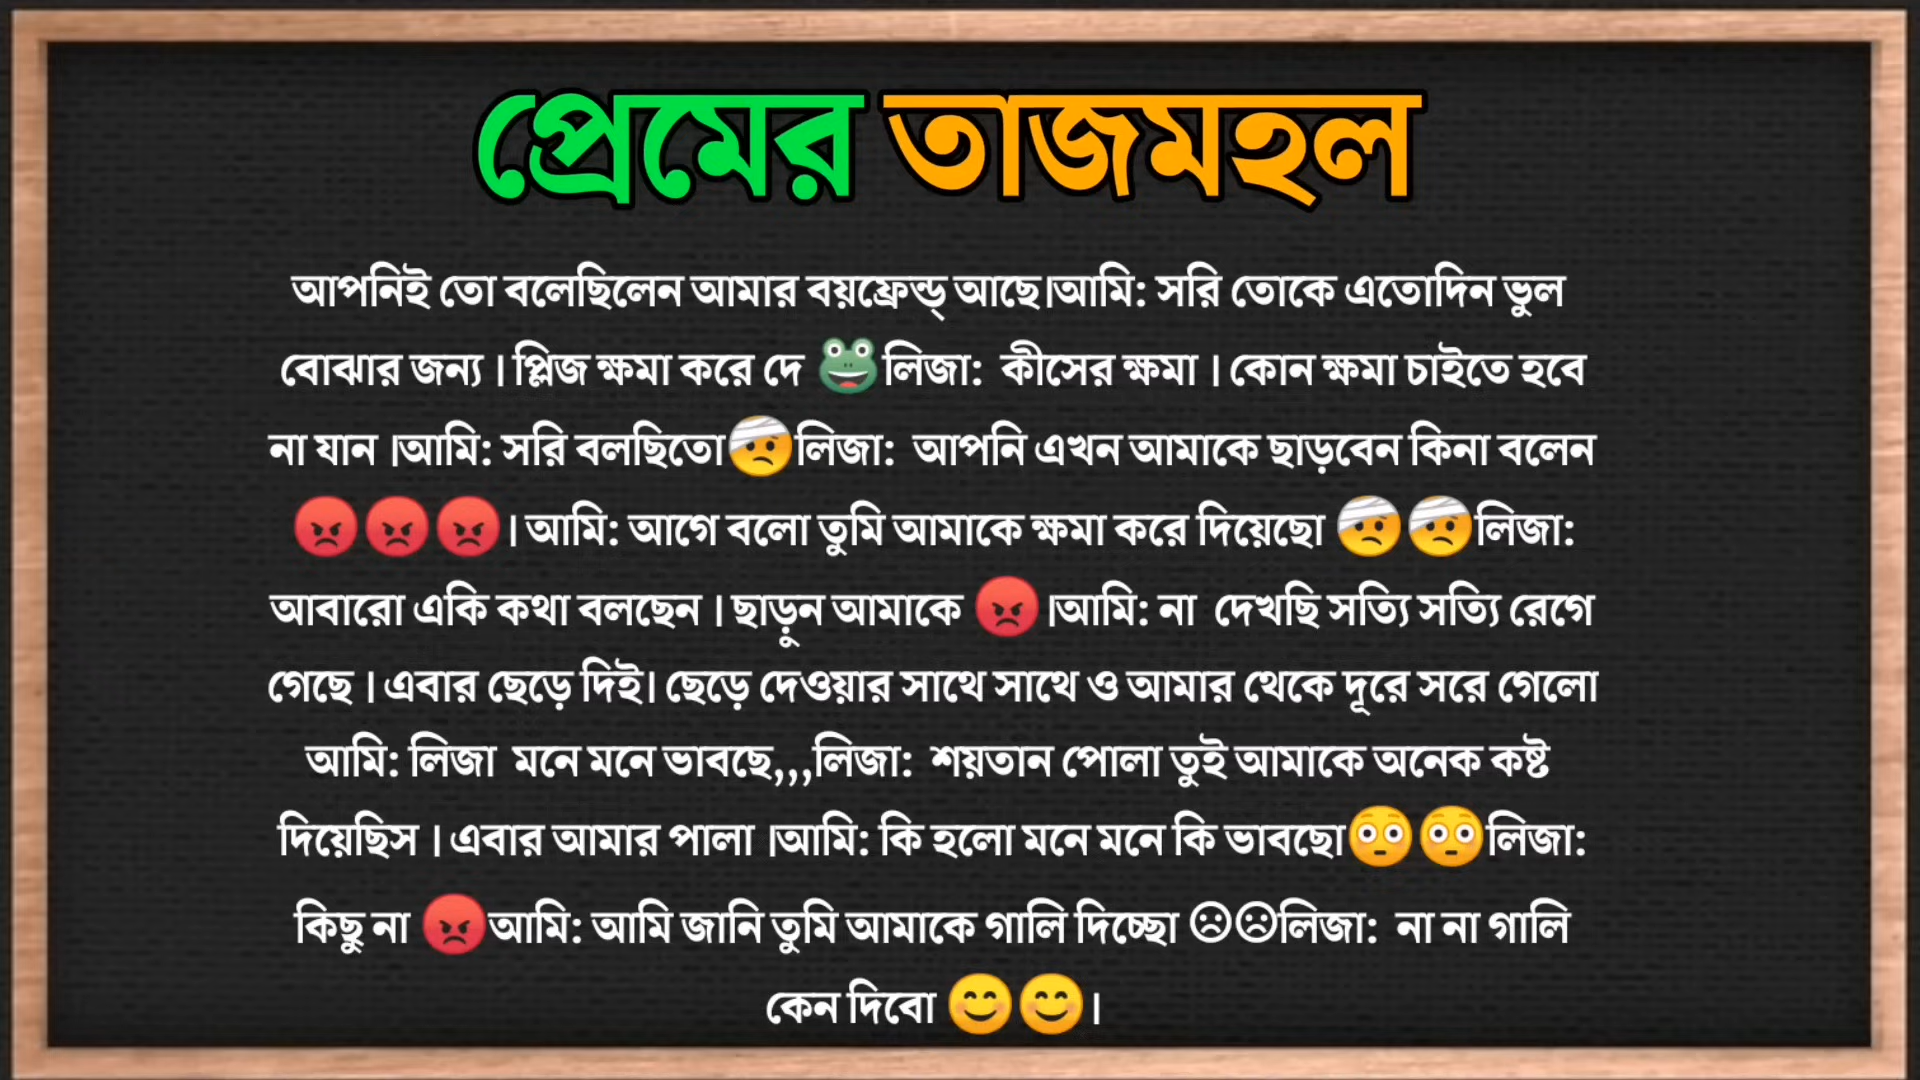 প্রেমের তাজমহল
আপনিই তো বলেছিলেন আমার বয়ফ্রেন্ড্ আছে।আমি: সরি তোকে এতোদিন ভুল
বোঝার জন্য । প্লিজ ক্ষমা করে দে 🐸লিজা: কীসের ক্ষমা । কোন ক্ষমা চাইতে হবে
না যান ।আমি: সরি বলছিতো🤕লিজা: আপনি এখন আমাকে ছাড়বেন কিনা বলেন
😡😡😡। আমি: আগে বলো তুমি আমাকে ক্ষমা করে দিয়েছো 🤕🤕লিজা:
আবারো একি কথা বলছেন । ছাড়ুন আমাকে 😡।আমি: না দেখছি সত্যি সত্যি রেগে
গেছে । এবার ছেড়ে দিই। ছেড়ে দেওয়ার সাথে সাথে ও আমার থেকে দূরে সরে গেলো
আমি: লিজা মনে মনে ভাবছে,,,লিজা: শয়তান পোলা তুই আমাকে অনেক কষ্ট
দিয়েছিস । এবার আমার পালা ।আমি: কি হলো মনে মনে কি ভাবছো😳😳লিজা:
কিছু না 😡আমি: আমি জানি তুমি আমাকে গালি দিচ্ছো ☹☹লিজা: না না গালি
কেন দিবো 😊😊।